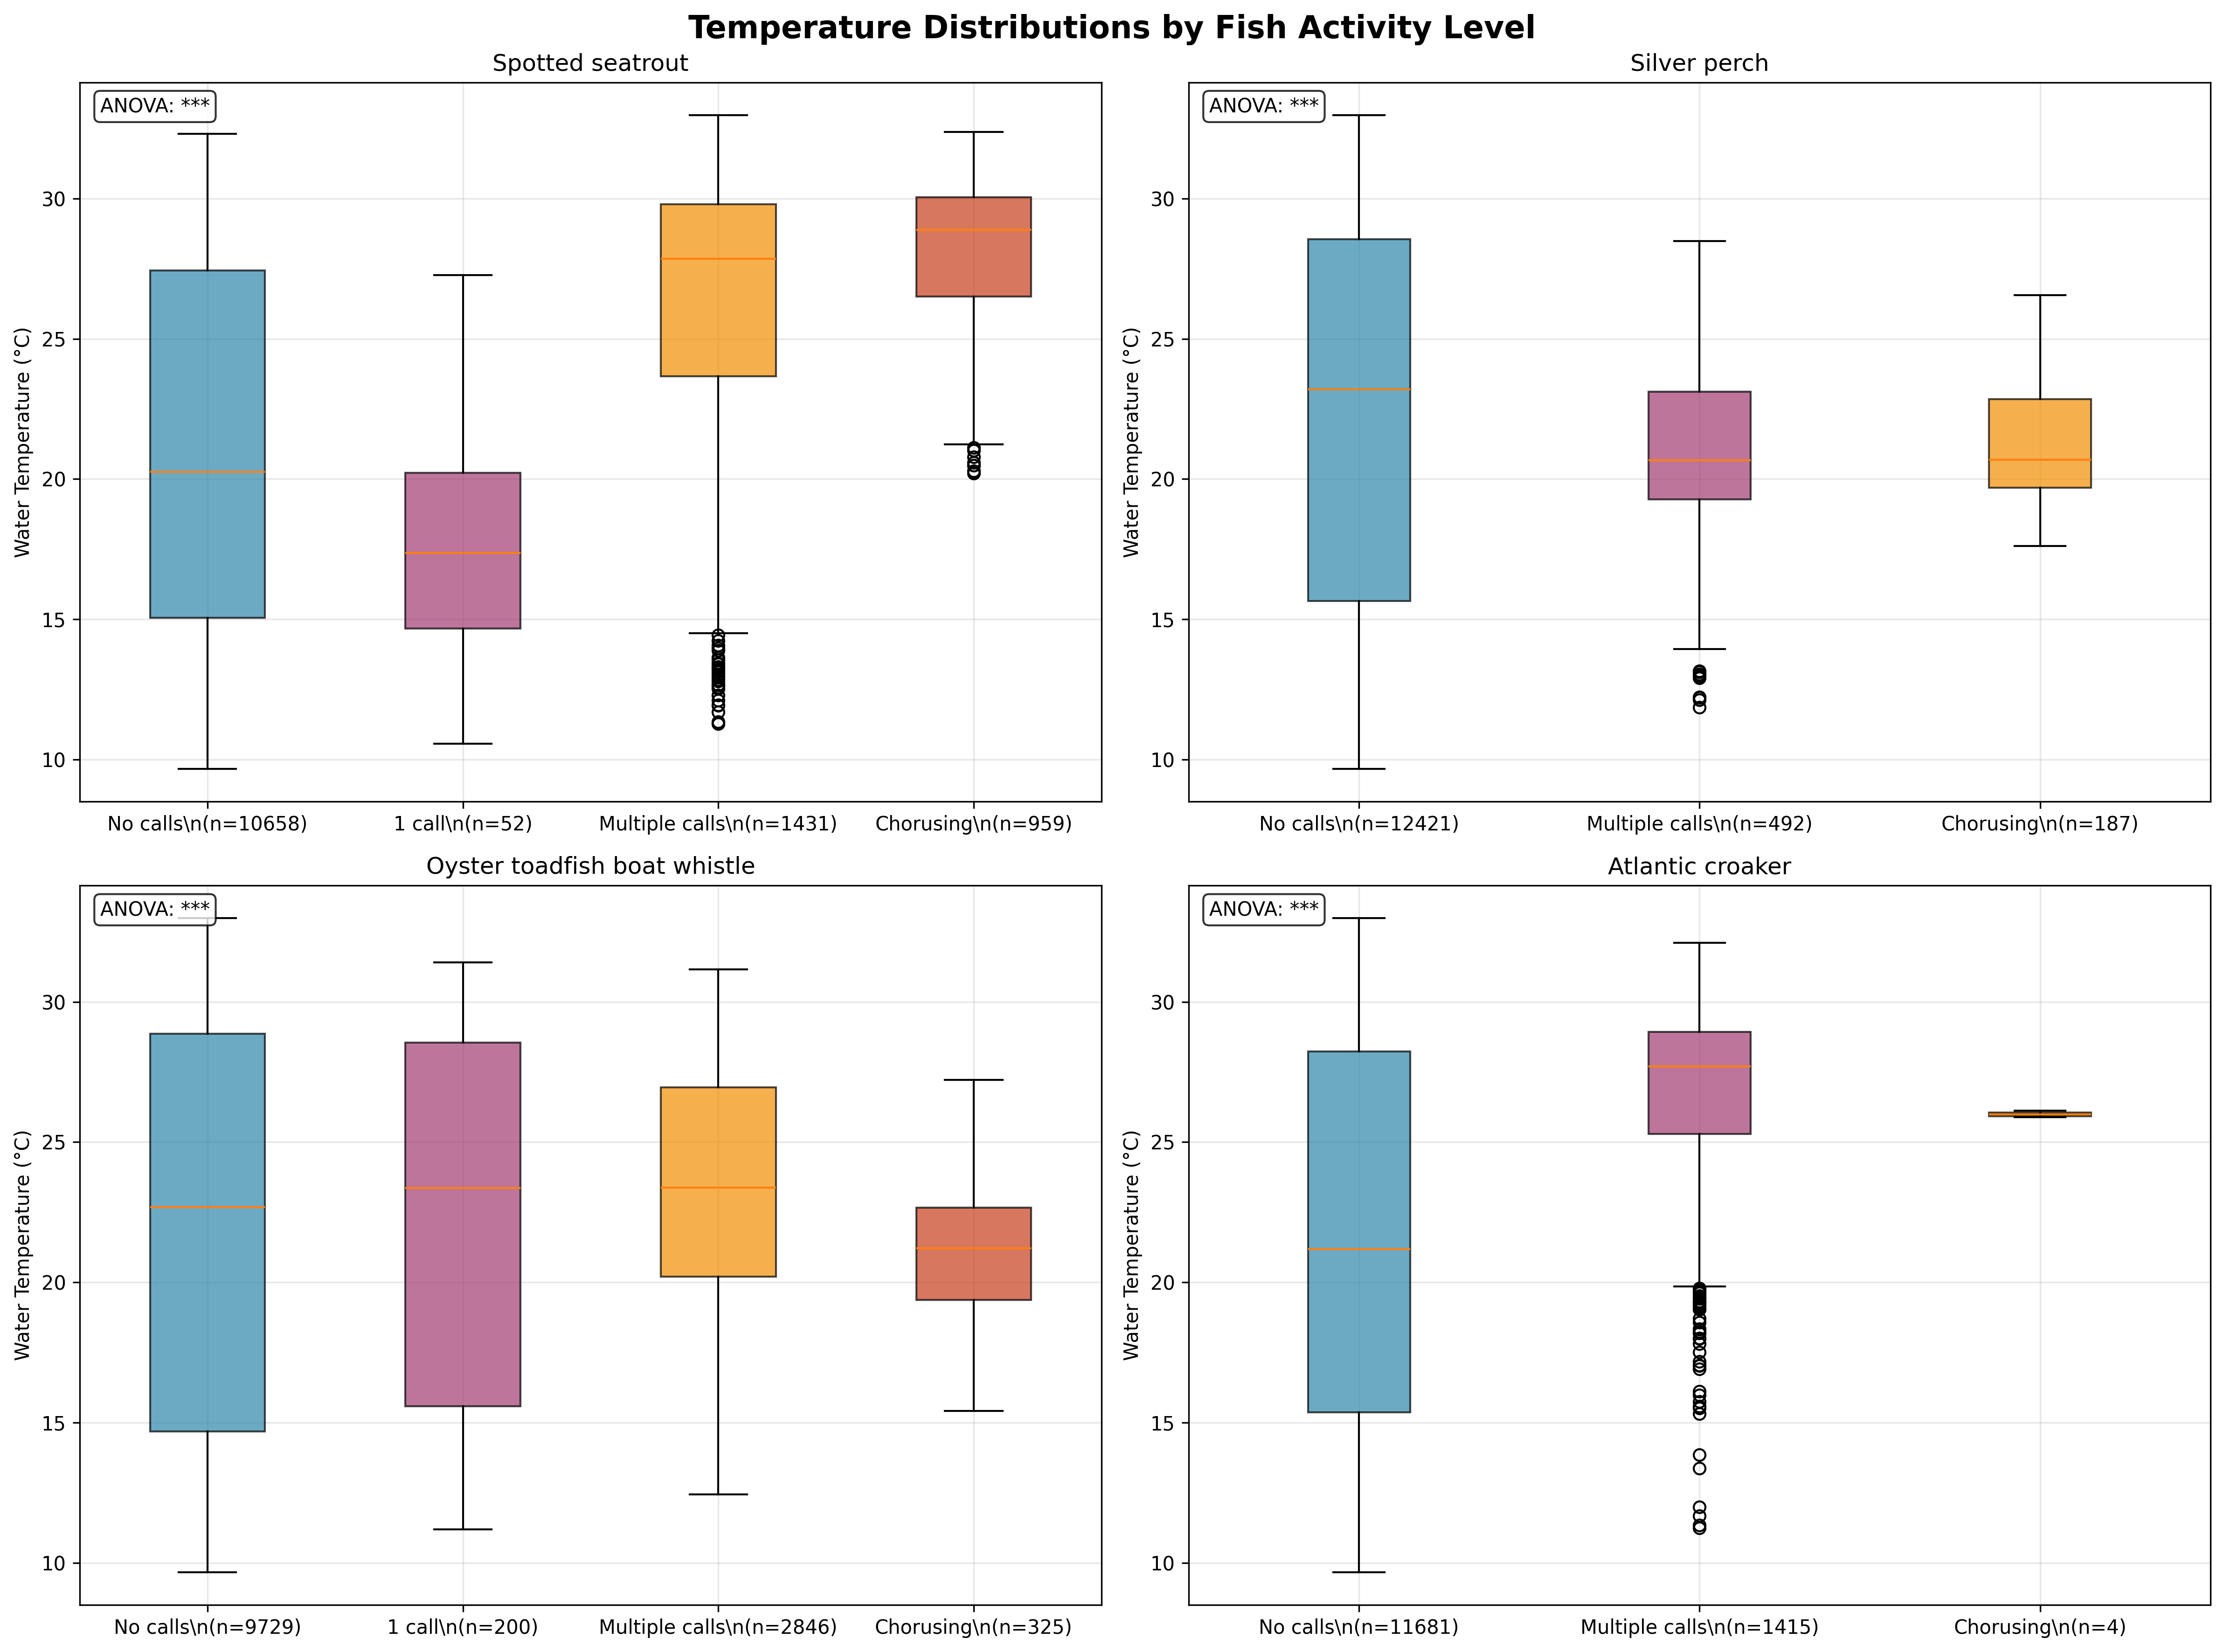 Temperature Distributions by Fish Activity Level
Spotted seatrout
ANOVA: ***
Water Temperature (°C)
30
25
20
15
10
No calls\n(n=10658)
1 call\n(n=52)
Multiple calls\n(n=1431)
Chorusing\n(n=959)
Silver perch
ANOVA: ***
Water Temperature (°C)
30
25
20
15
10
No calls\n(n=12421)
Multiple calls\n(n=492)
Chorusing\n(n=187)
Oyster toadfish boat whistle
ANOVA: ***
Water Temperature (°C)
30
25
20
15
10
No calls\n(n=9729)
1 call\n(n=200)
Multiple calls\n(n=2846)
Chorusing\n(n=325)
Atlantic croaker
ANOVA: ***
Water Temperature (°C)
30
25
20
15
10
No calls\n(n=11681)
Multiple calls\n(n=1415)
Chorusing\n(n=4)